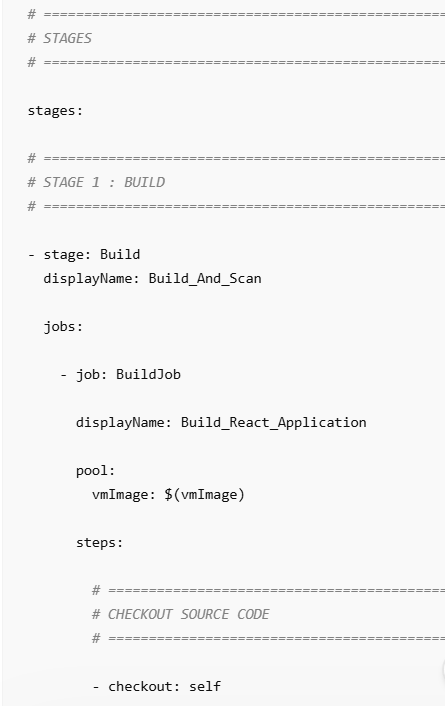 # ==================================================
# STAGES
# ==================================================
stages:
# ==================================================
# STAGE 1 : BUILD
# ==================================================
- stage: Build
displayName: Build_And_Scan
jobs:
- job: BuildJob
displayName: Build_React_Application
pool:
vmImage: $(vmImage)
steps:
# ==========================================
# CHECKOUT SOURCE CODE
# ==========================================
- checkout: self